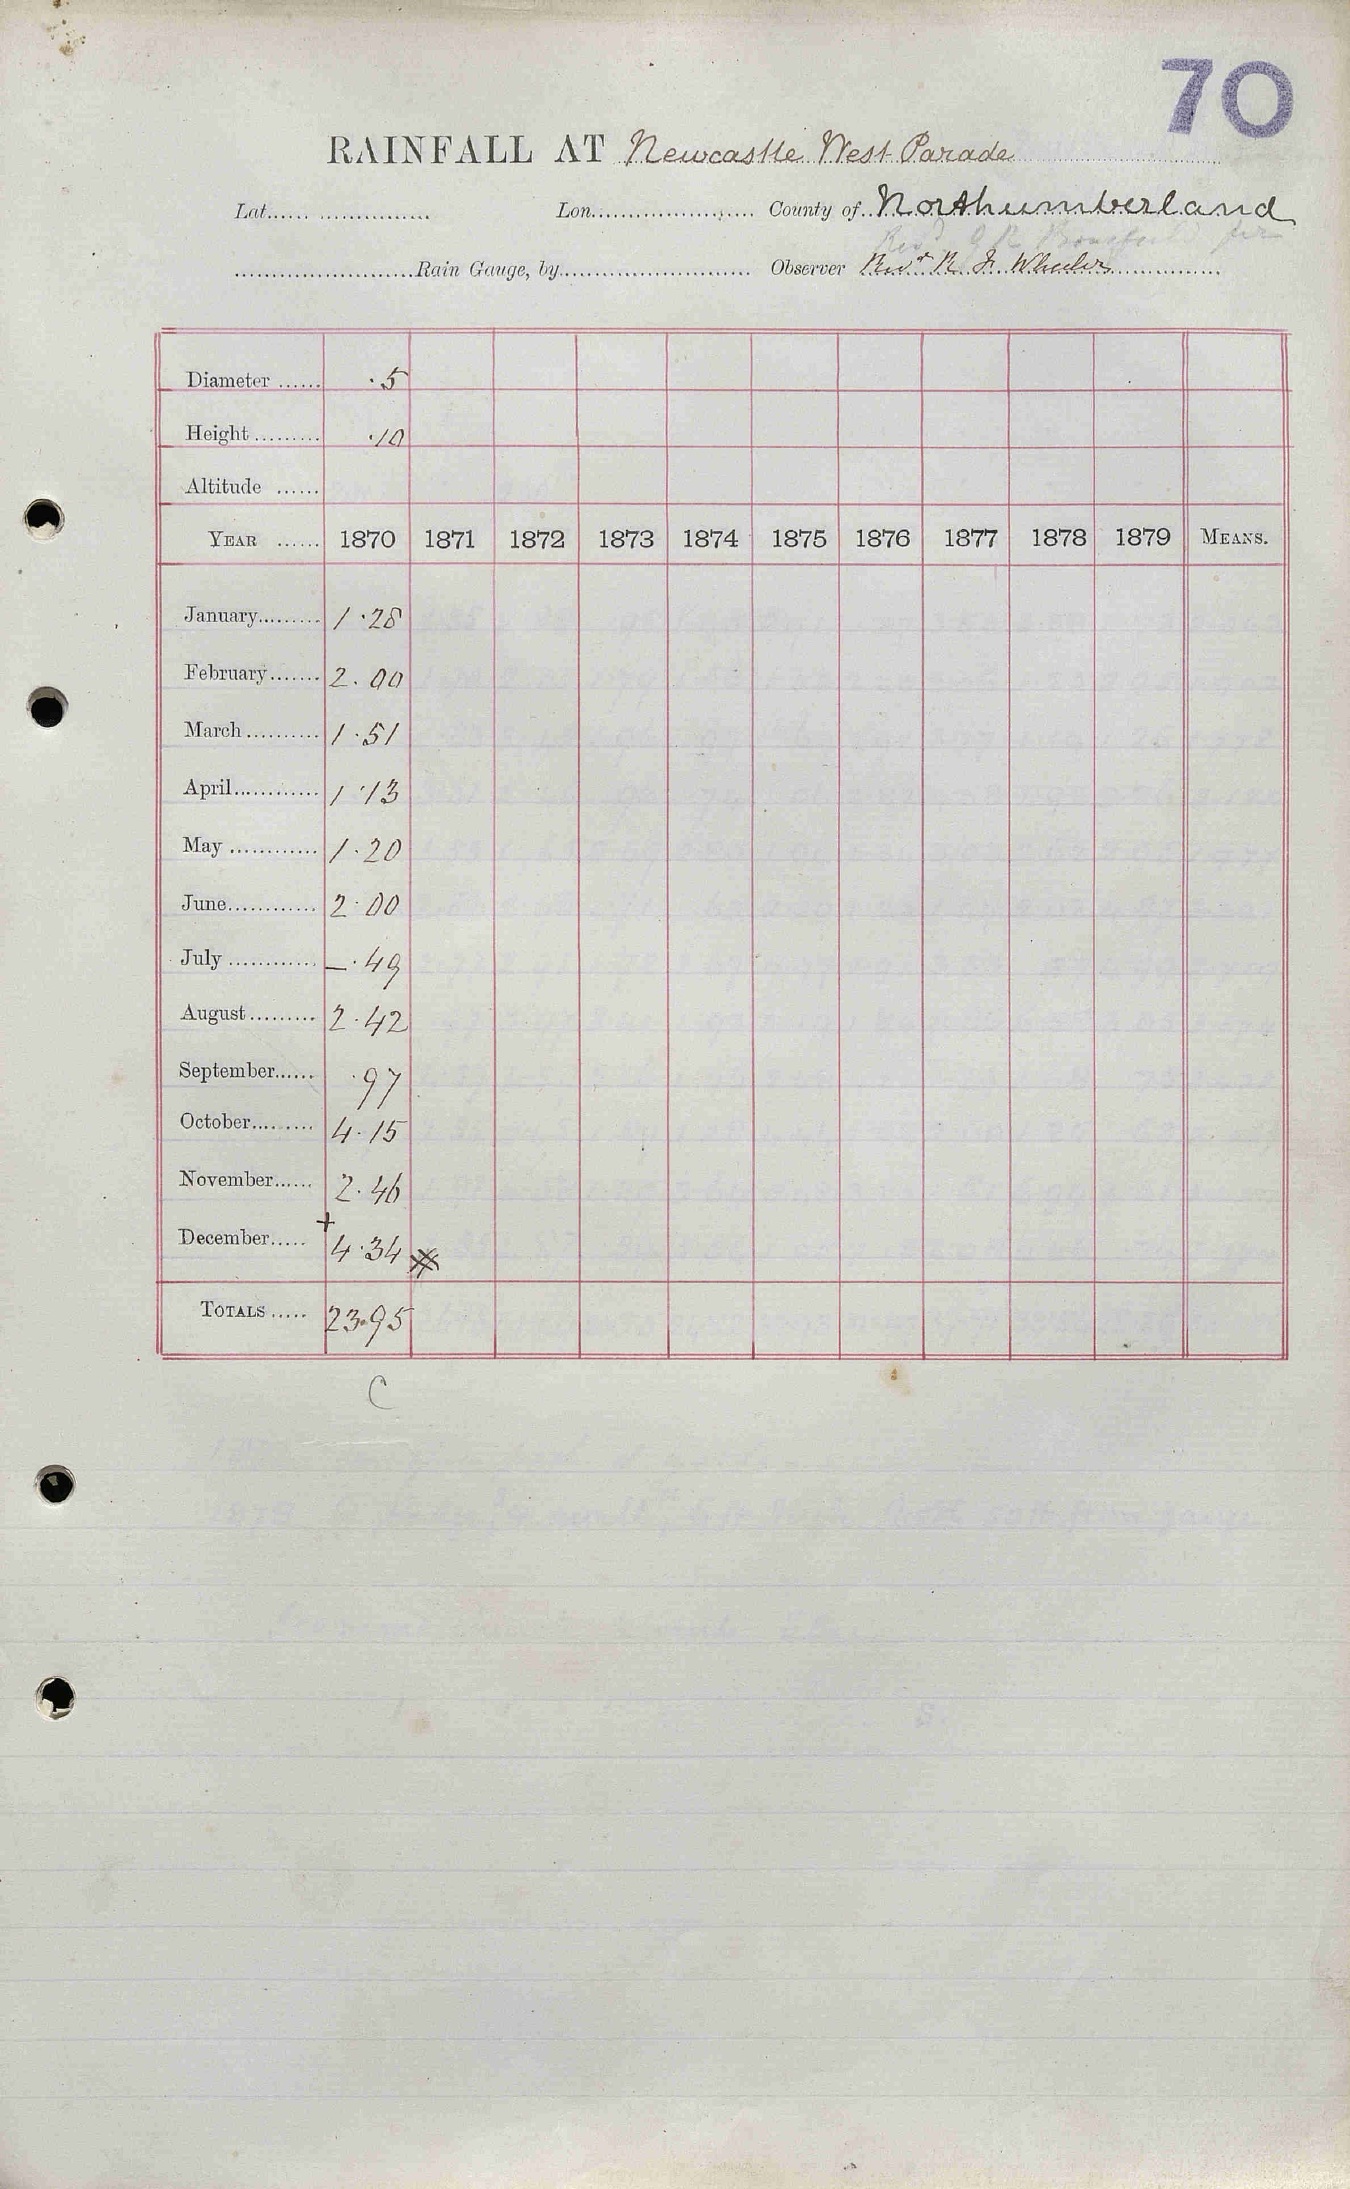 70
RAINFALL AT Newcastle West Parade
Lat. Lon. County of Northumberland
Revd G R
Rain Gauge, by Observer Revd R. J. Wheeler
Diameter ...... .5
Height ......... .10
Altitude ......
YEAR ...... 1870 1871 1872 1873 1874 1875 1876 1877 1878 1879 MEANS.
January......... 1.28
February....... 2.00
March .......... 1.51
April............ 1.13
May ............ 1.20
June............ 2.00
July ............ —.49
August ......... 2.42
September...... .97
October......... 4.15
November...... 2.46
+
December..... 4.34 #
TOTALS ..... 23.95
C